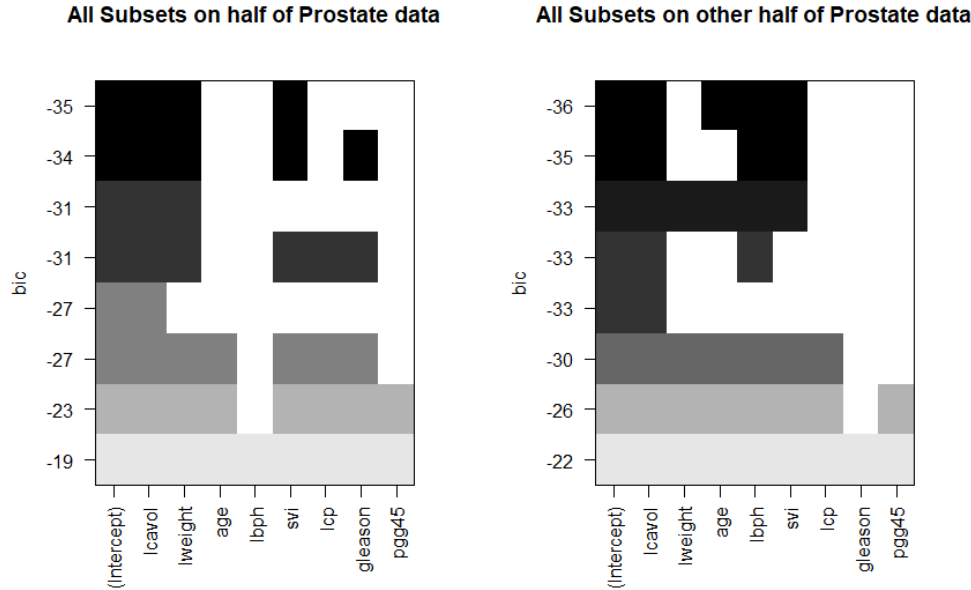 All Subsets on half of Prostate data
bic
-35
-34
-31
-31
-27
-27
-23
-19
(Intercept)
lcavol
lweight
age
lbph
svi
lcp
gleason
pgg45
All Subsets on other half of Prostate data
bic
-36
-35
-33
-33
-33
-30
-26
-22
(Intercept)
lcavol
lweight
age
lbph
svi
lcp
gleason
pgg45